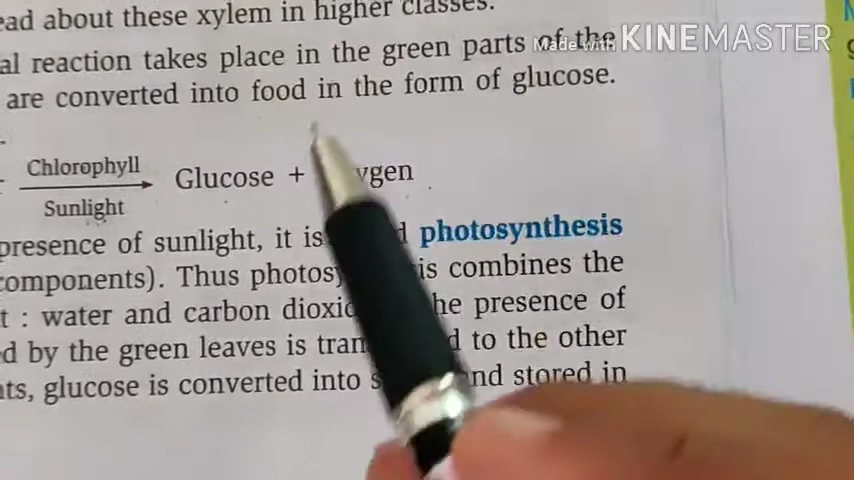 ead about these xylem in higher classes.
Made with KINEMASTER
al reaction takes place in the green parts of the
are converted into food in the form of glucose.
Chlorophyll
Glucose + ygen
Sunlight
presence of sunlight, it is d photosynthesis
components). Thus photosy is combines the
t : water and carbon dioxid he presence of
d by the green leaves is tran d to the other
nts, glucose is converted into s nd stored in